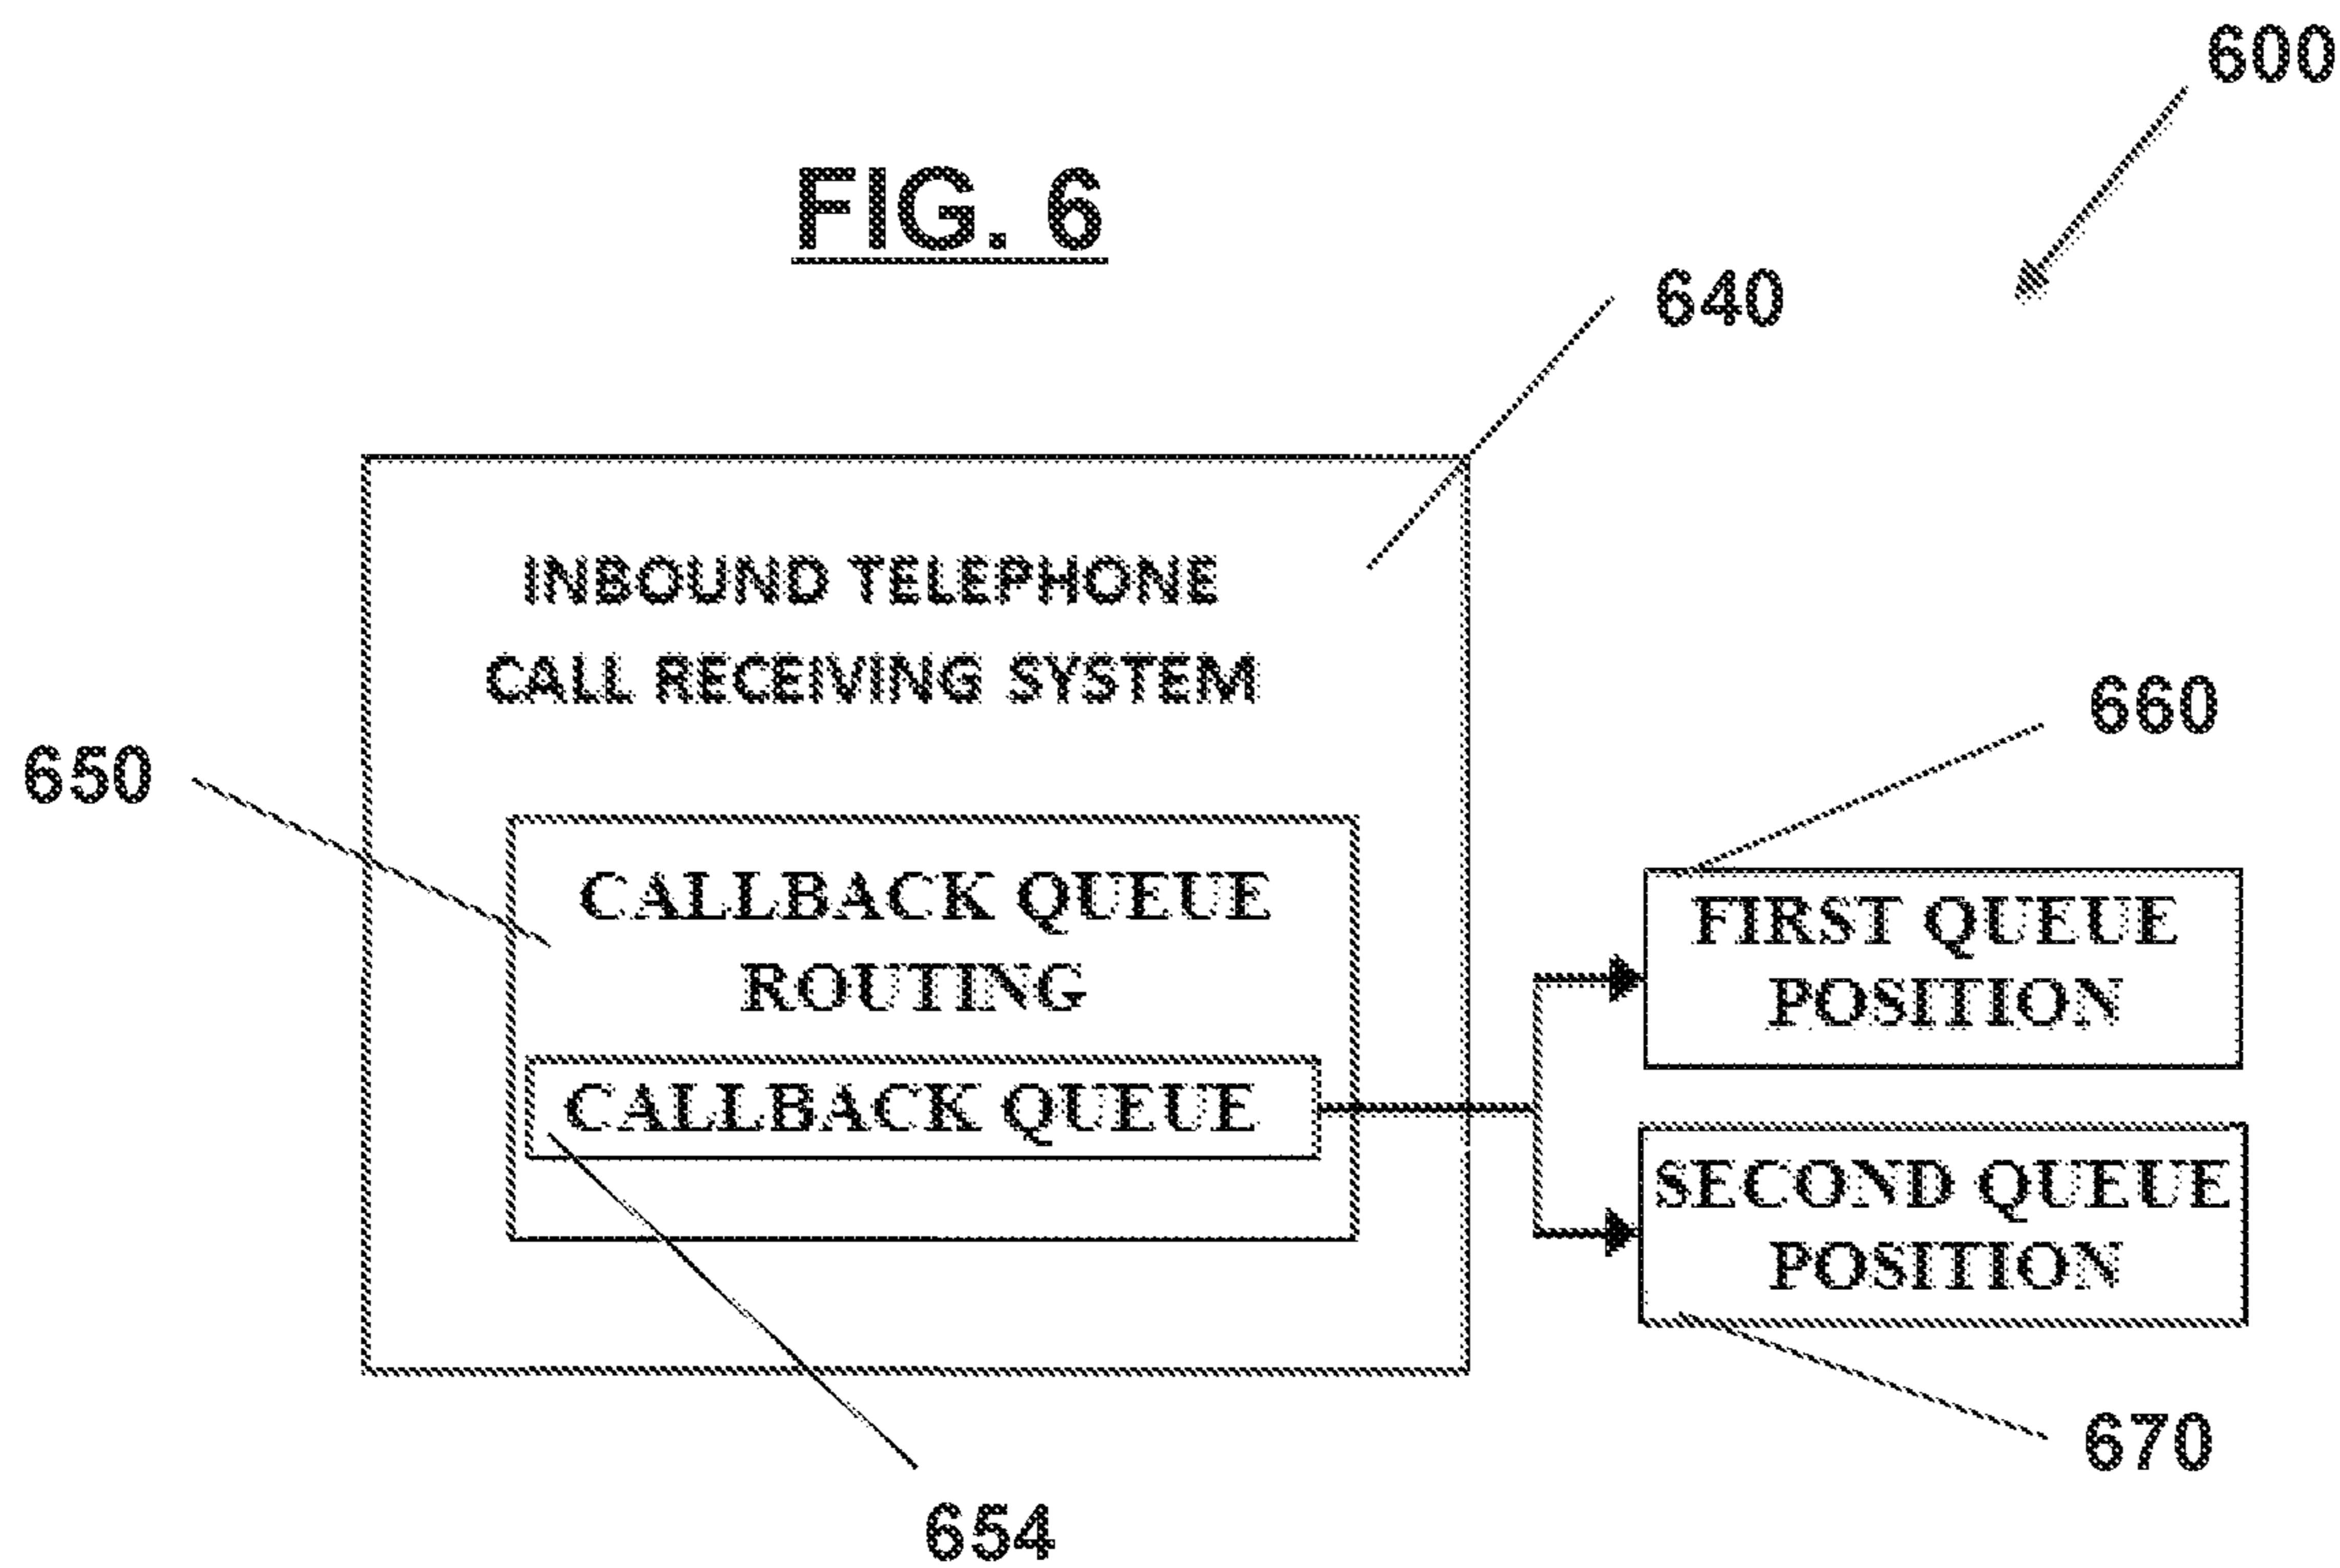 600
FIG. 6
640
INBOUND TELEPHONE
CALL RECEIVING SYSTEM
660
650
CALLBACK QUEUE
ROUTING
FIRST QUEUE
POSITION
CALLBACK QUEUE
SECOND QUEUE
POSITION
670
654